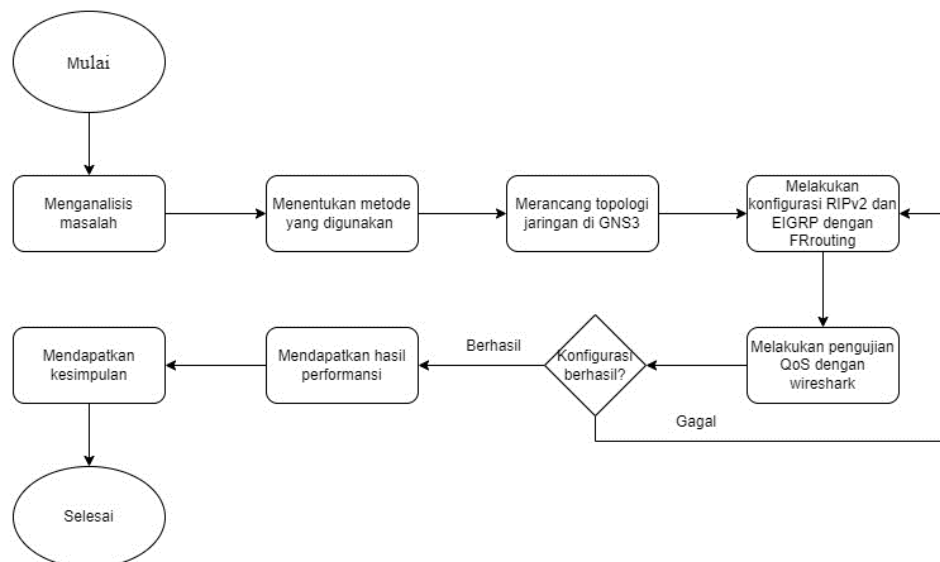 Mulai
Menganalisis
masalah
Menentukan metode
yang digunakan
Merancang topologi
jaringan di GNS3
Melakukan
konfigurasi RIPv2 dan
EIGRP dengan
FRrouting
Melakukan pengujian
QoS dengan
wireshark
Konfigurasi
berhasil?
Gagal
Berhasil
Mendapatkan hasil
performansi
Mendapatkan
kesimpulan
Selesai